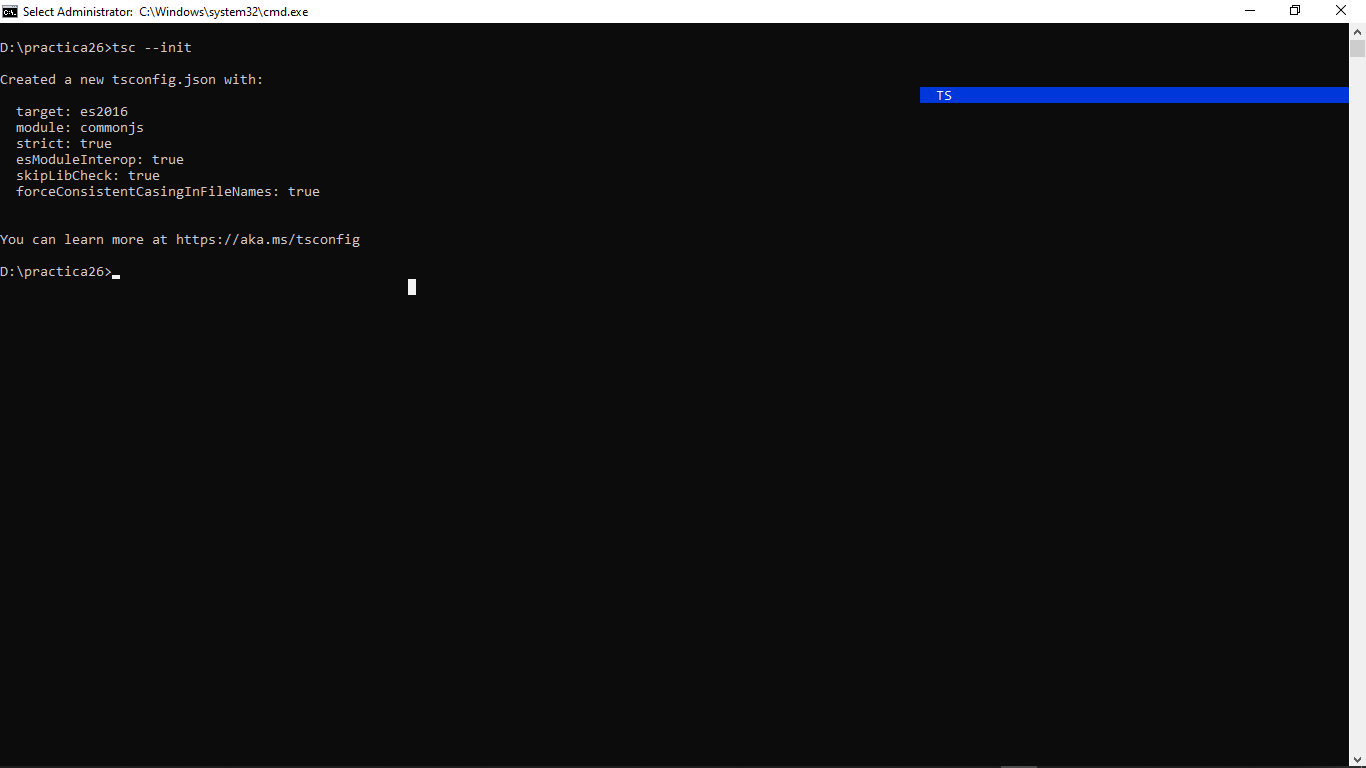 Select Administrator: C:\Windows\system32\cmd.exe
D:\practica26>tsc --init
Created a new tsconfig.json with:
TS
target: es2016
module: commonjs
strict: true
esModuleInterop: true
skipLibCheck: true
forceConsistentCasingInFileNames: true
You can learn more at https://aka.ms/tsconfig
D:\practica26>